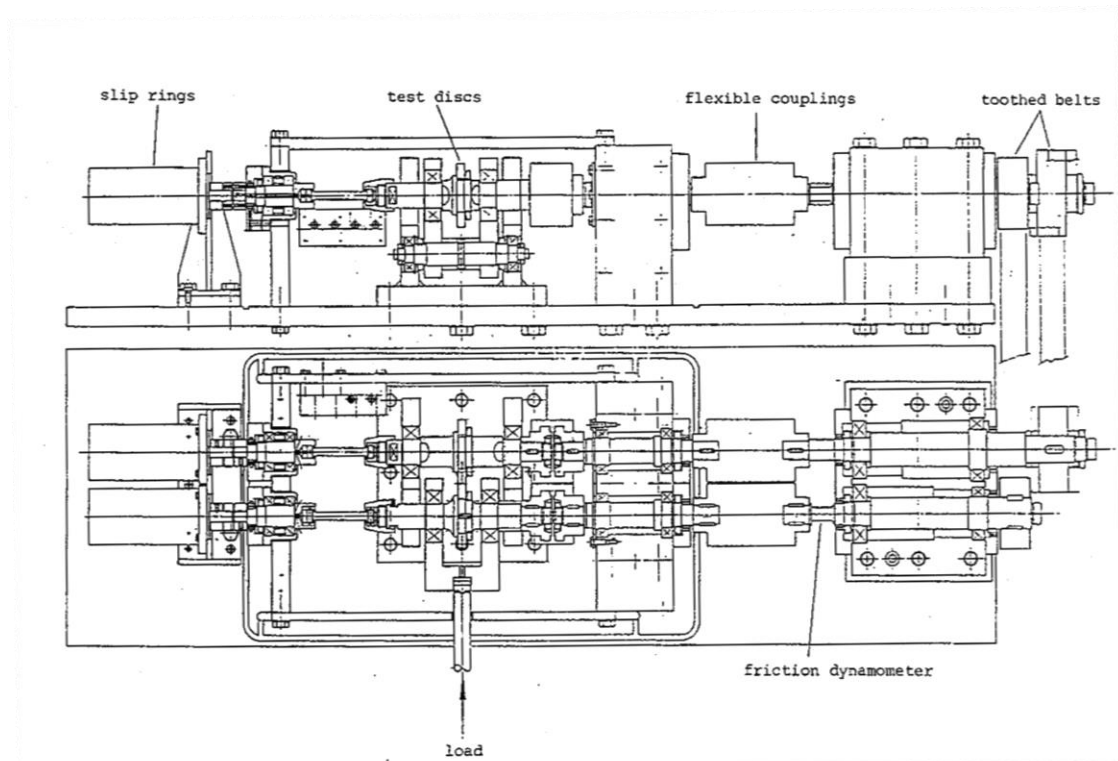 slip rings
test discs
flexible couplings
toothed belts
friction dynamometer
load